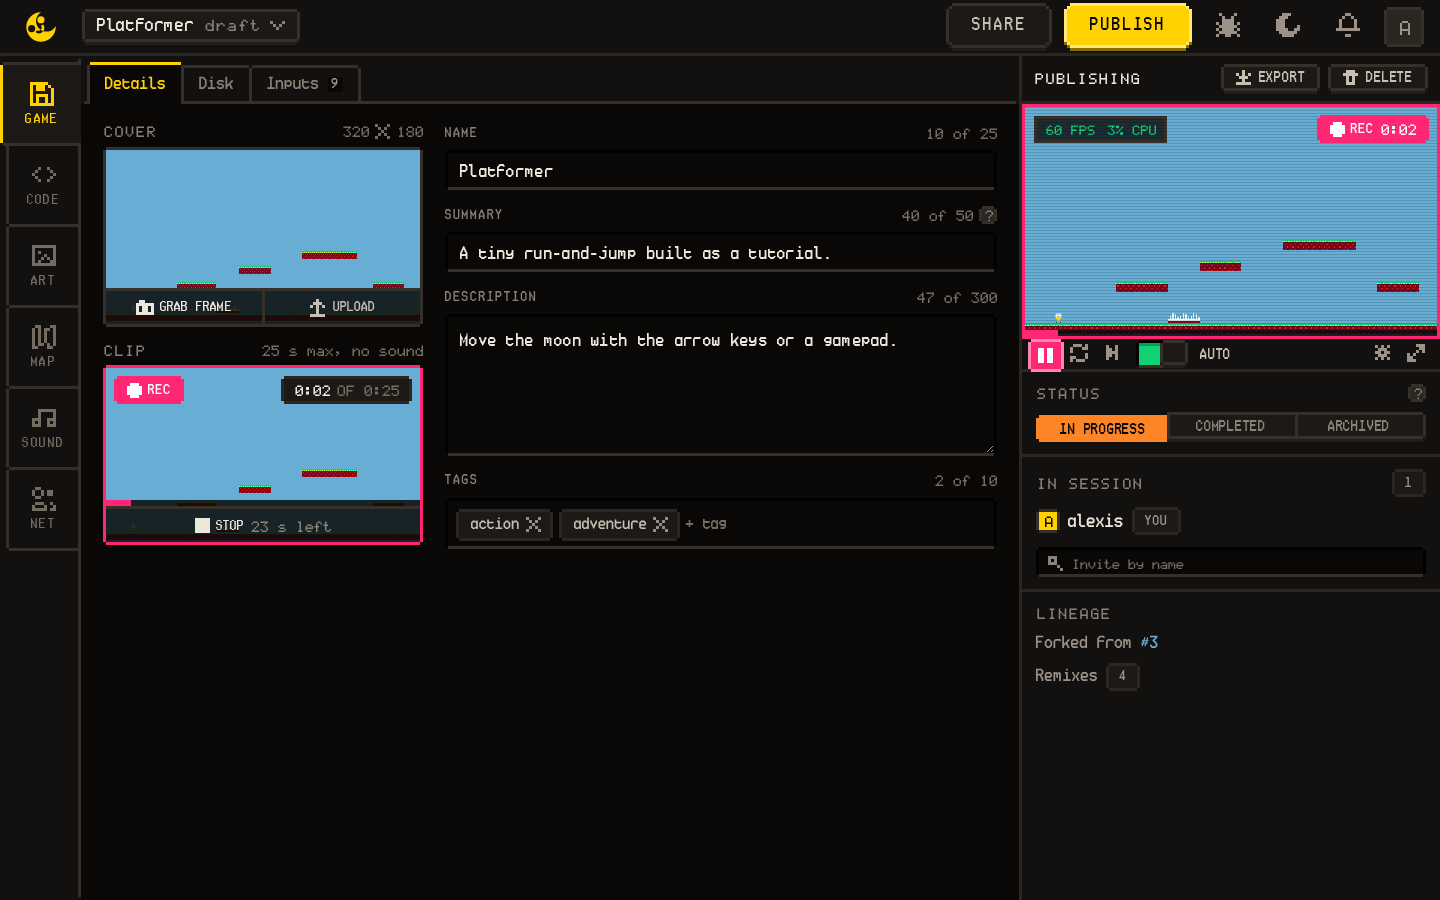 Platformer draft
SHARE
PUBLISH
A
GAME
CODE
ART
MAP
SOUND
NET
Details
Disk
Inputs 9
COVER
320 X 180
GRAB FRAME
UPLOAD
CLIP
25 s max, no sound
REC
0:02 OF 0:25
STOP 23 s left
NAME
10 of 25
Platformer
SUMMARY
40 of 50 ?
A tiny run-and-jump built as a tutorial.
DESCRIPTION
47 of 300
Move the moon with the arrow keys or a gamepad.
TAGS
2 of 10
action X
adventure X
+ tag
PUBLISHING
EXPORT
DELETE
60 FPS 3% CPU
REC 0:02
AUTO
STATUS
?
IN PROGRESS
COMPLETED
ARCHIVED
IN SESSION
1
A alexis YOU
Invite by name
LINEAGE
Forked from #3
Remixes 4